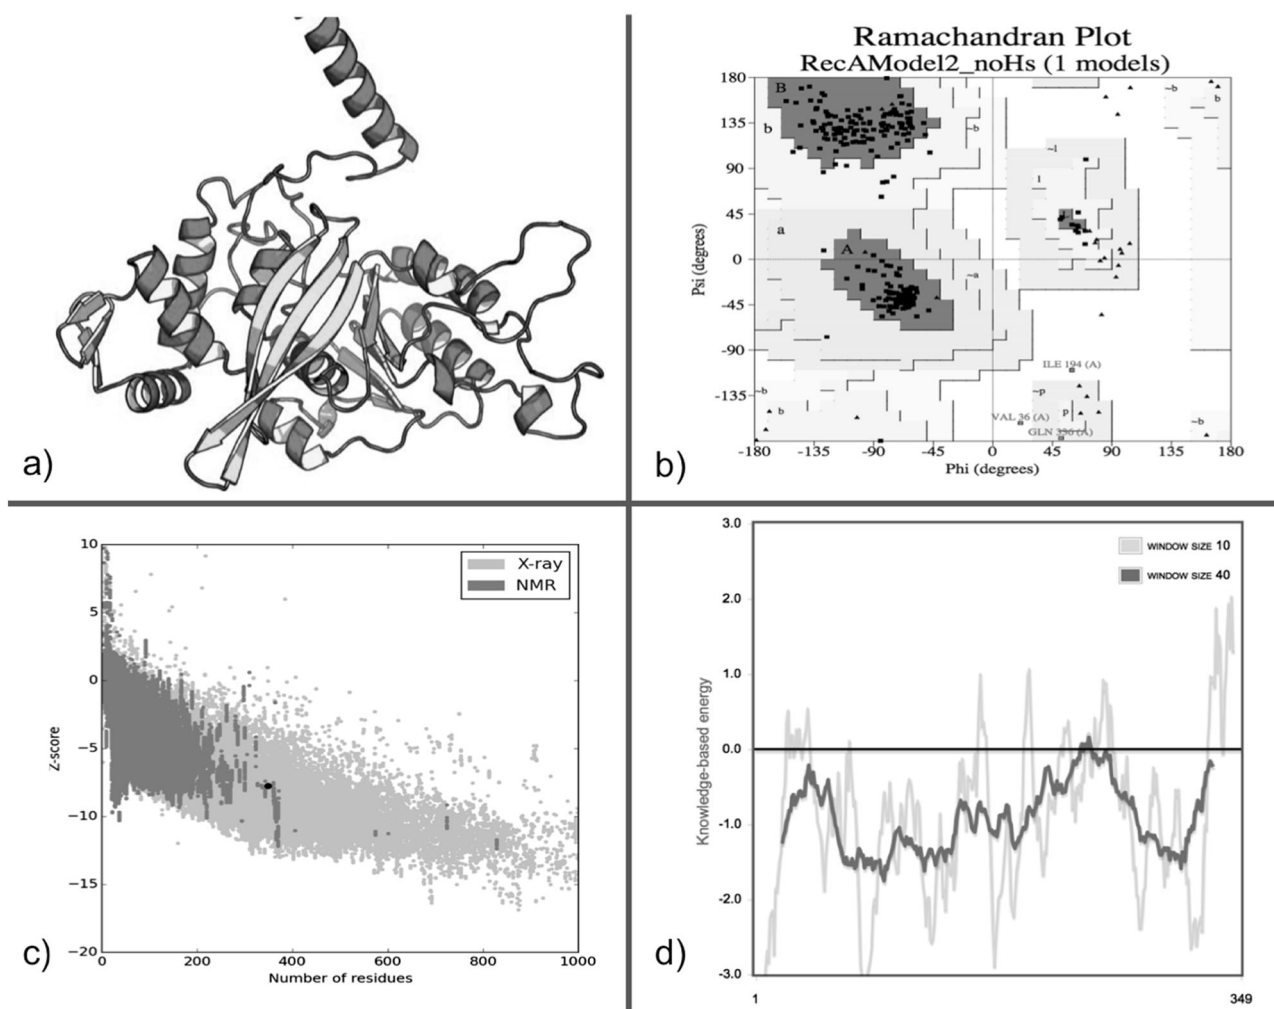 a)
Ramachandran Plot
RecAModel2_noHs (1 models)
180
135
90
45
0
-45
-90
-135
Psi (degrees)
B
b
a
A
~b
~a
~l
l
~b
b
~b
b
~b
~p
p
ILE 194 (A)
VAL 36 (A)
GLN 336 (A)
-180 -135 -90 -45 0 45 90 135 180
Phi (degrees)
b)
10
5
0
−5
−10
−15
−20
Z-score
X-ray
NMR
0 200 400 600 800 1000
Number of residues
c)
3.0
2.0
1.0
0.0
-1.0
-2.0
-3.0
Knowledge-based energy
WINDOW SIZE 10
WINDOW SIZE 40
1 349
d)